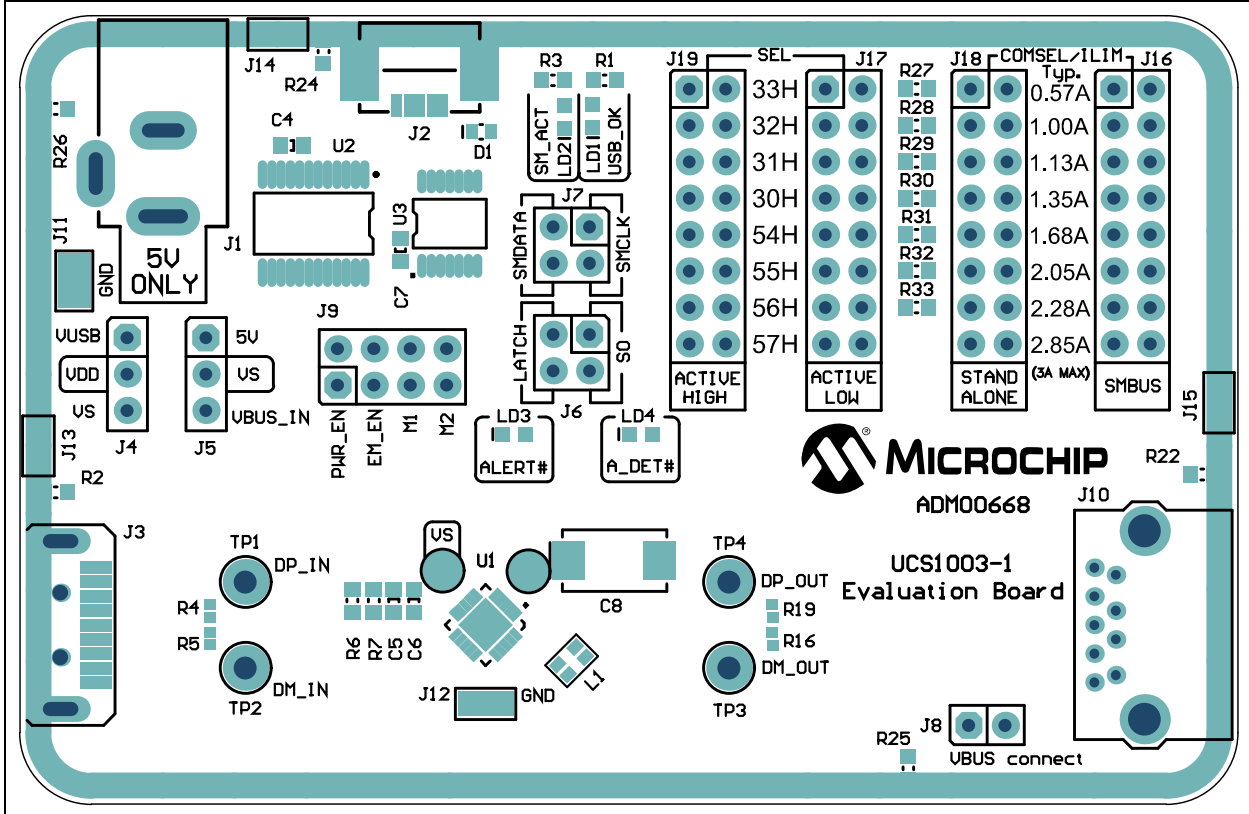 J14
R24
R26
J11
GND
J1
5V
ONLY
C4
U2
J2
D1
U3
C7
R3
R1
SM_ACT
LD2
LD1
USB_OK
J7
SMDATA
SMCLK
LATCH
SO
J6
J19
SEL
J17
33H
32H
31H
30H
54H
55H
56H
57H
ACTIVE
HIGH
ACTIVE
LOW
R27
R28
R29
R30
R31
R32
R33
J18
COMSEL/ILIM
J16
Typ.
0.57A
1.00A
1.13A
1.35A
1.68A
2.05A
2.28A
2.85A
(3A MAX)
STAND
ALONE
SMBUS
VUSB
VDD
VS
J4
5V
VS
VBUS_IN
J5
J9
PWR_EN
EM_EN
M1
M2
LD3
ALERT#
LD4
A_DET#
J13
R2
J15
R22
® MICROCHIP
ADM00668
UCS1003-1
Evaluation Board
J10
J3
TP1
DP_IN
R4
R5
DM_IN
TP2
VS
U1
R6
R7
C5
C6
C8
L1
J12
GND
TP4
DP_OUT
R19
R16
DM_OUT
TP3
R25
J8
VBUS connect